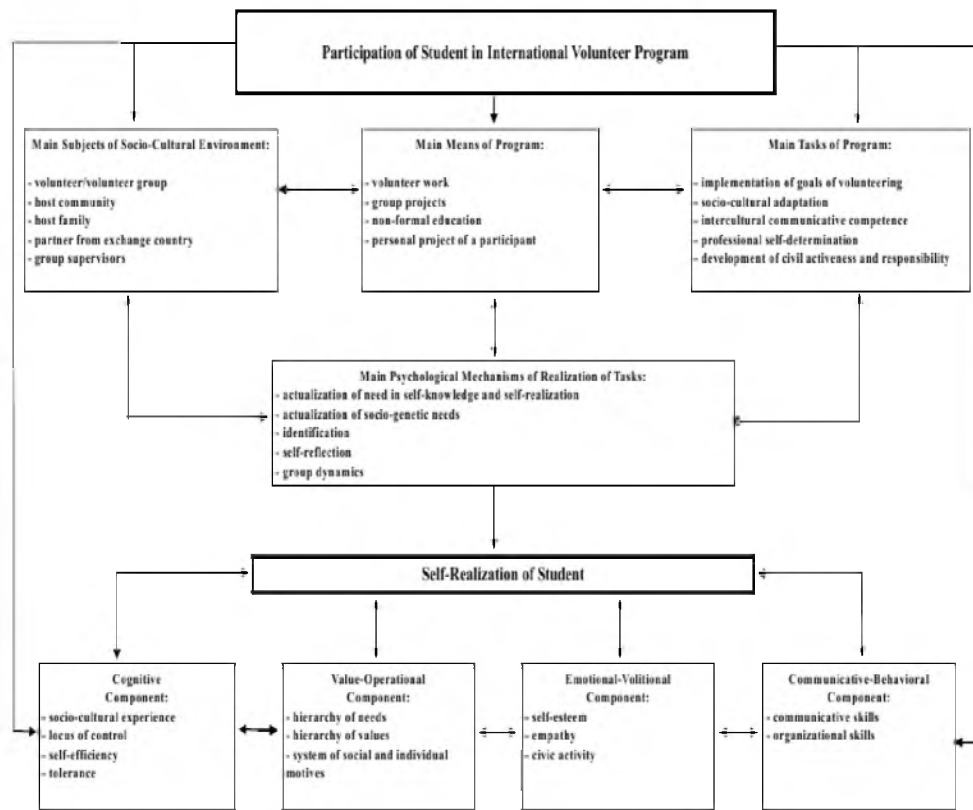 Participation of Student in International Volunteer Program
Main Subjects of Socio-Cultural Environment:
- volunteer/volunteer group
- host community
- host family
- partner from exchange country
- group supervisors
Main Means of Program:
- volunteer work
- group projects
- non-formal education
- personal project of a participant
Main Tasks of Program:
- implementation of goals of volunteering
- socio-cultural adaptation
- intercultural communicative competence
- professional self-determination
- development of civil activeness and responsibility
Main Psychological Mechanisms of Realization of Tasks:
- actualization of need in self-knowledge and self-realization
- actualization of socio-genetic needs
- identification
- self-reflection
- group dynamics
Self-Realization of Student
Cognitive
Component:
- socio-cultural experience
- locus of control
- self-efficiency
- tolerance
Value-Operational
Component:
- hierarchy of needs
- hierarchy of values
- system of social and individual
motives
Emotional-Volitional
Component:
- self-esteem
- empathy
- civic activity
Communicative-Behavioral
Component:
- communicative skills
- organizational skills